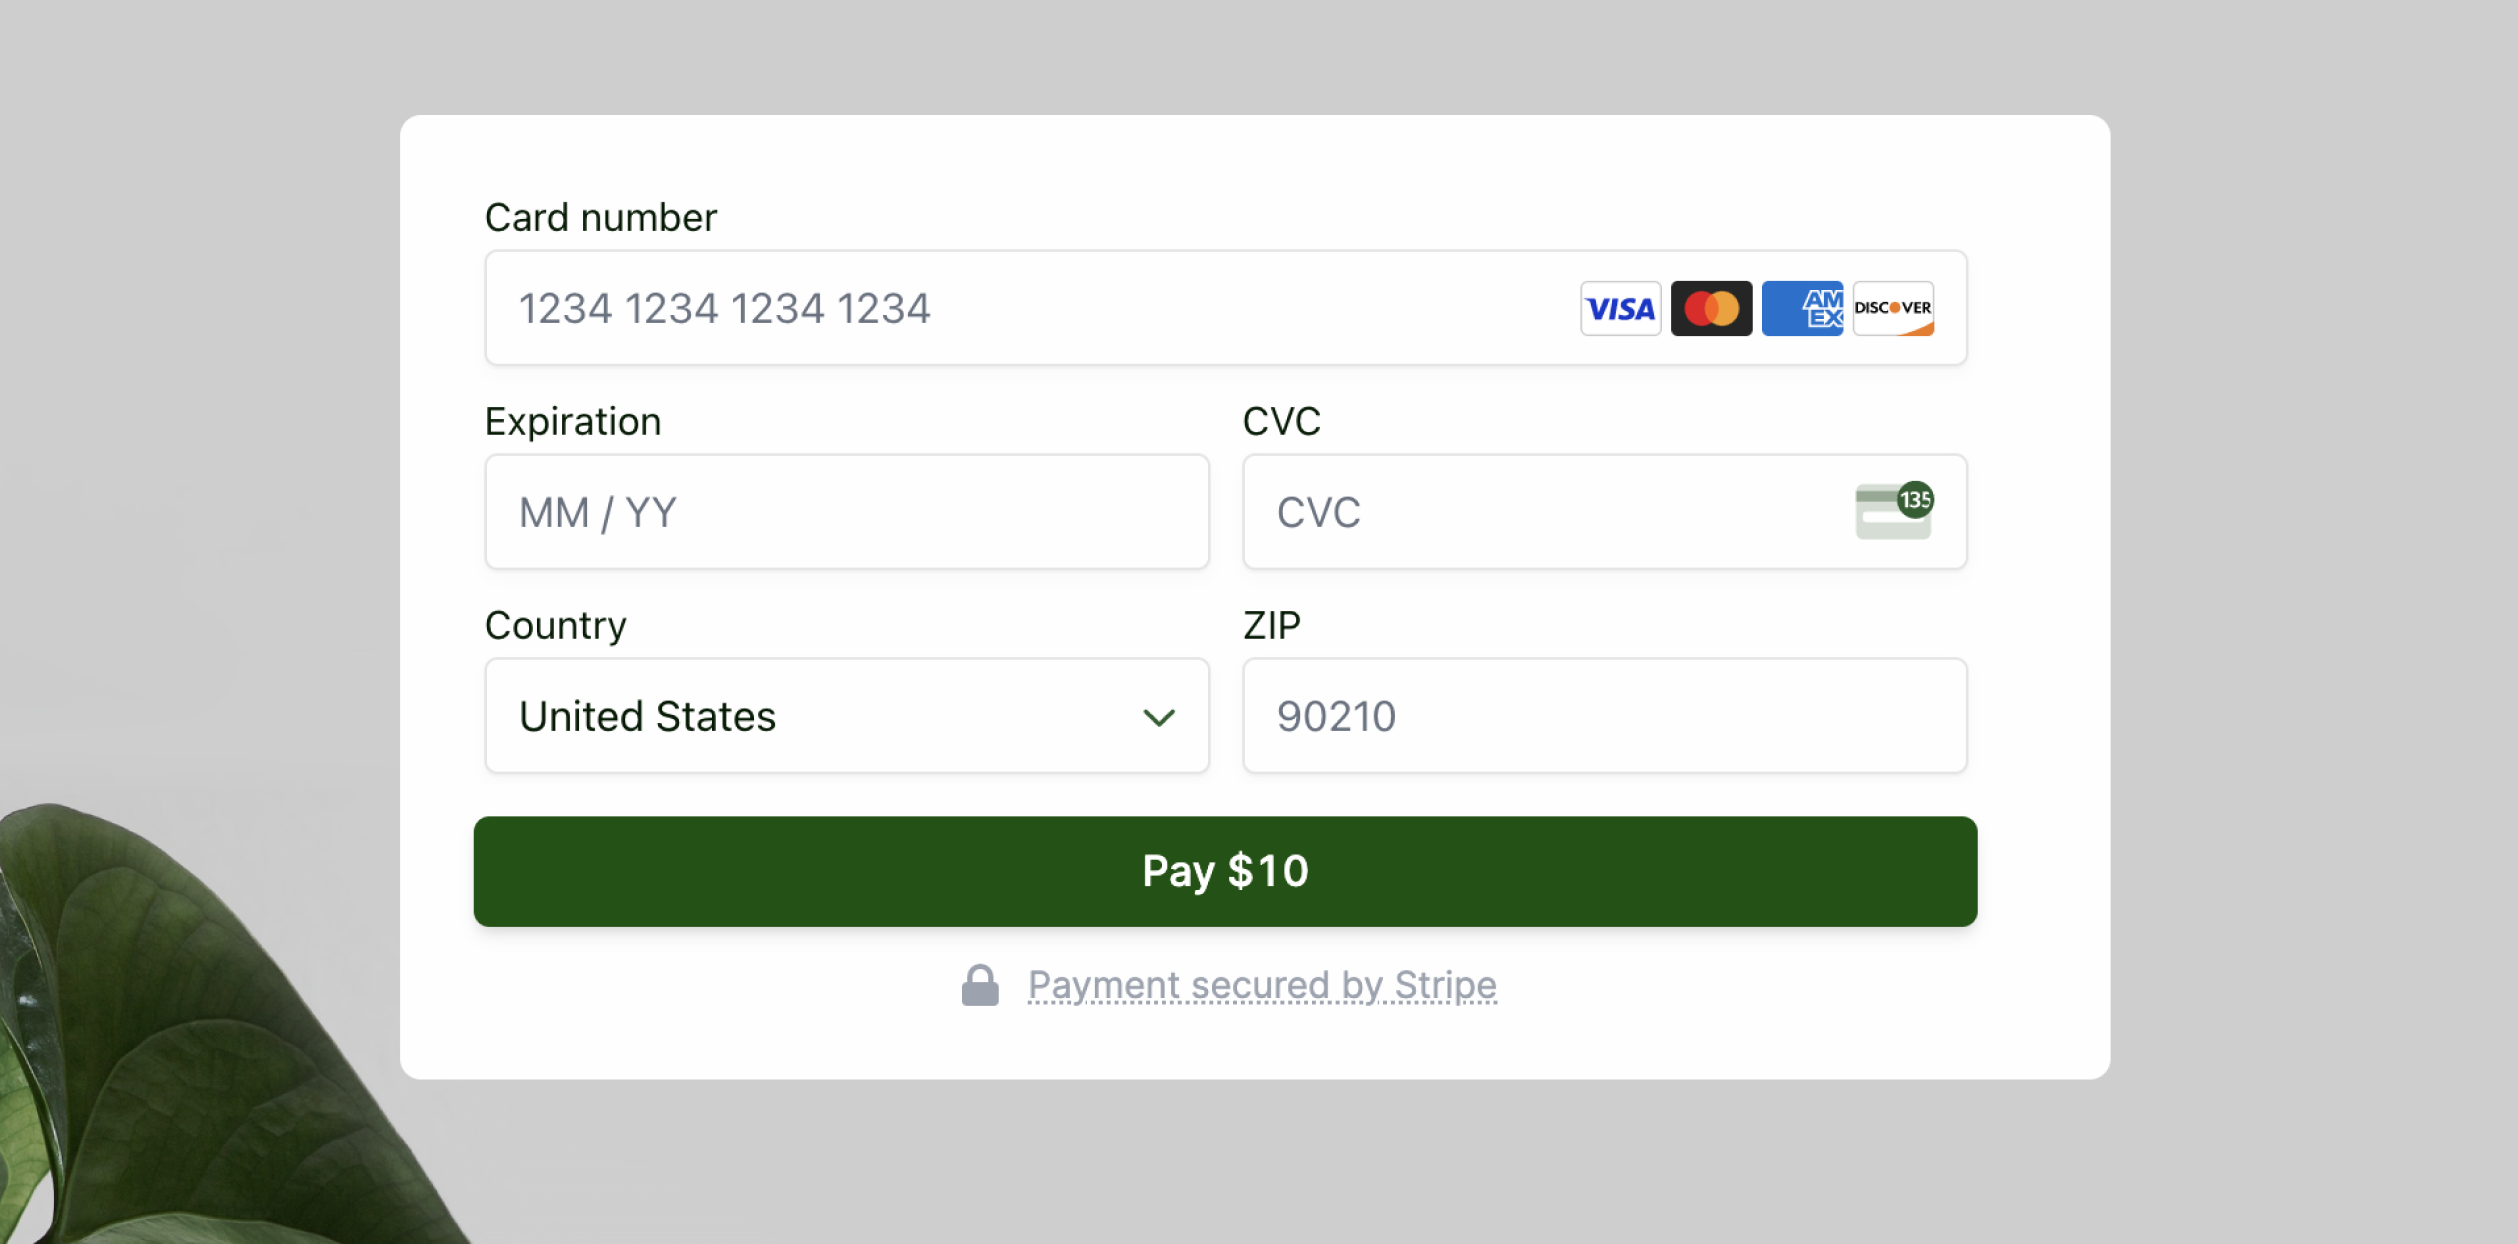 Card number
1234 1234 1234 1234 VISA AM EX DISCOVER
Expiration CVC
MM / YY CVC 135
Country ZIP
United States 90210
Pay $10
Payment secured by Stripe